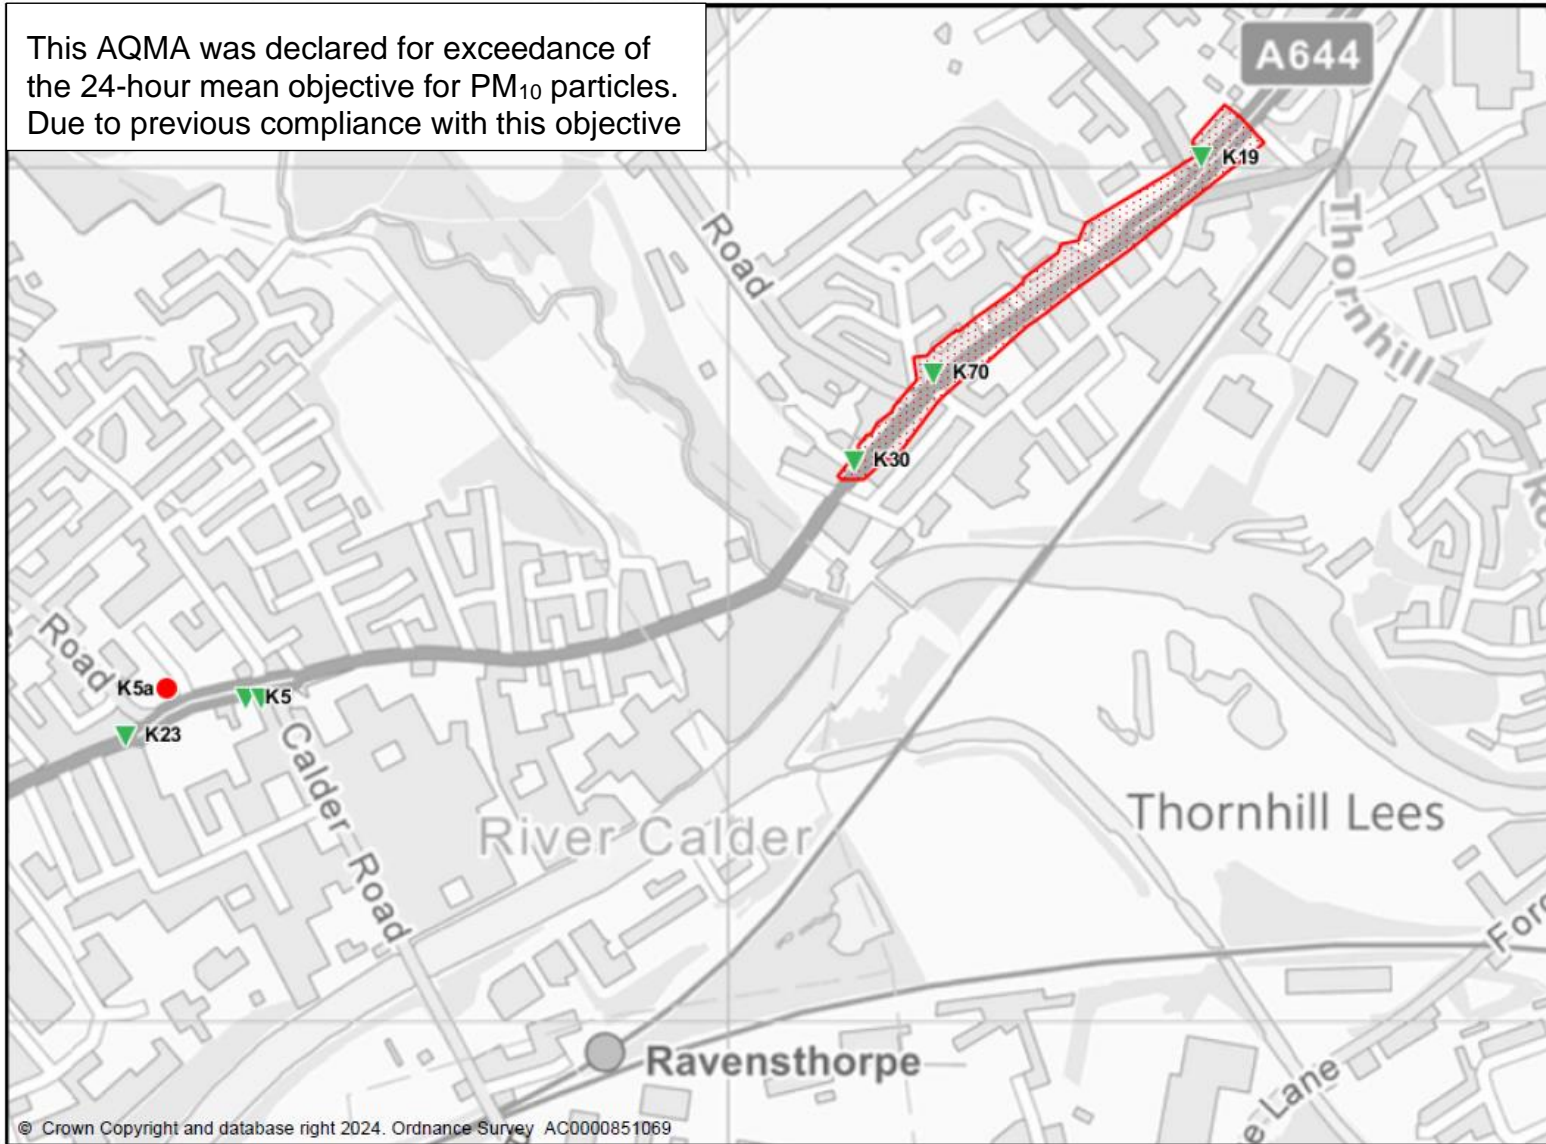 This AQMA was declared for exceedance of
the 24-hour mean objective for PM₁₀ particles.
Due to previous compliance with this objective
A644
K19
Thornhill
Road
K70
K30
Road
K5a
K5
K23
Calder Road
River Calder
Thornhill Lees
Ravensthorpe
Lane
© Crown Copyright and database right 2024. Ordnance Survey AC0000851069